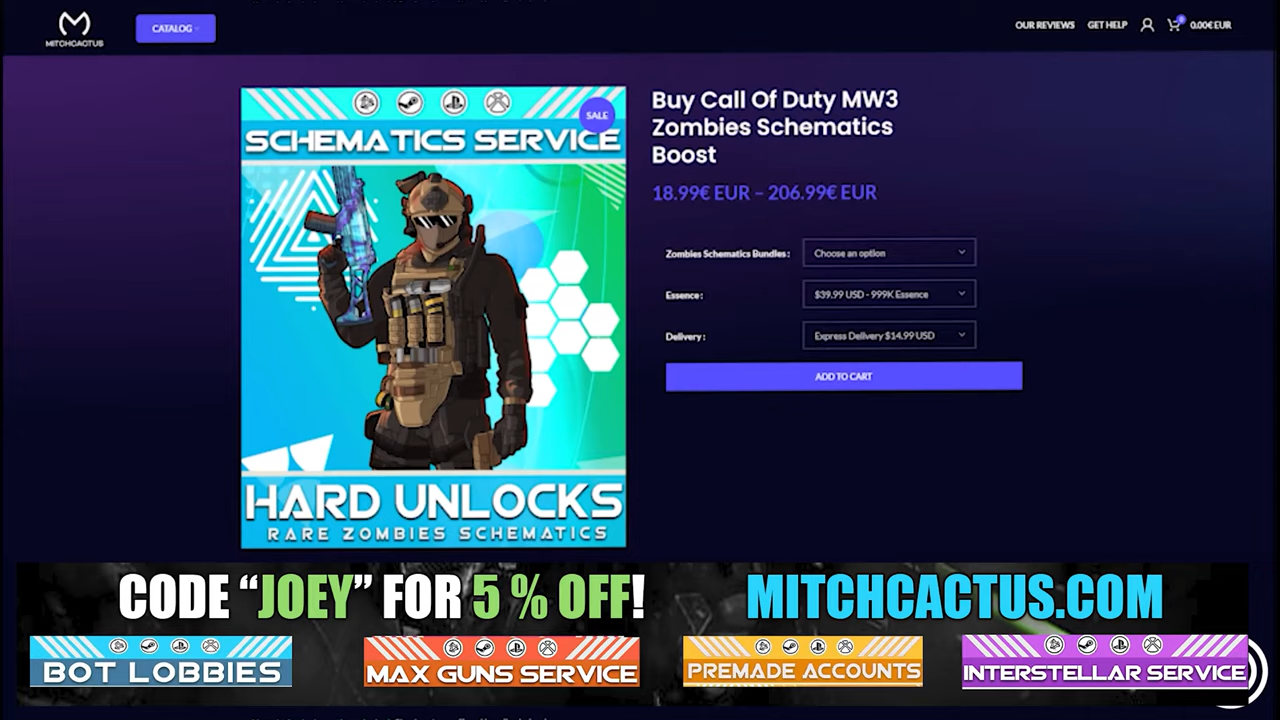 MITCHCACTUS
CATALOG
OUR REVIEWS
GET HELP
0
0.00€ EUR
SALE
SCHEMATICS SERVICE
HARD UNLOCKS
RARE ZOMBIES SCHEMATICS
Buy Call Of Duty MW3
Zombies Schematics
Boost
18.99€ EUR – 206.99€ EUR
Zombies Schematics Bundles :
Choose an option
Essence :
$39.99 USD - 999K Essence
Delivery :
Express Delivery $14.99 USD
ADD TO CART
CODE “JOEY” FOR 5 % OFF!
MITCHCACTUS.COM
BOT LOBBIES
MAX GUNS SERVICE
PREMADE ACCOUNTS
INTERSTELLAR SERVICE